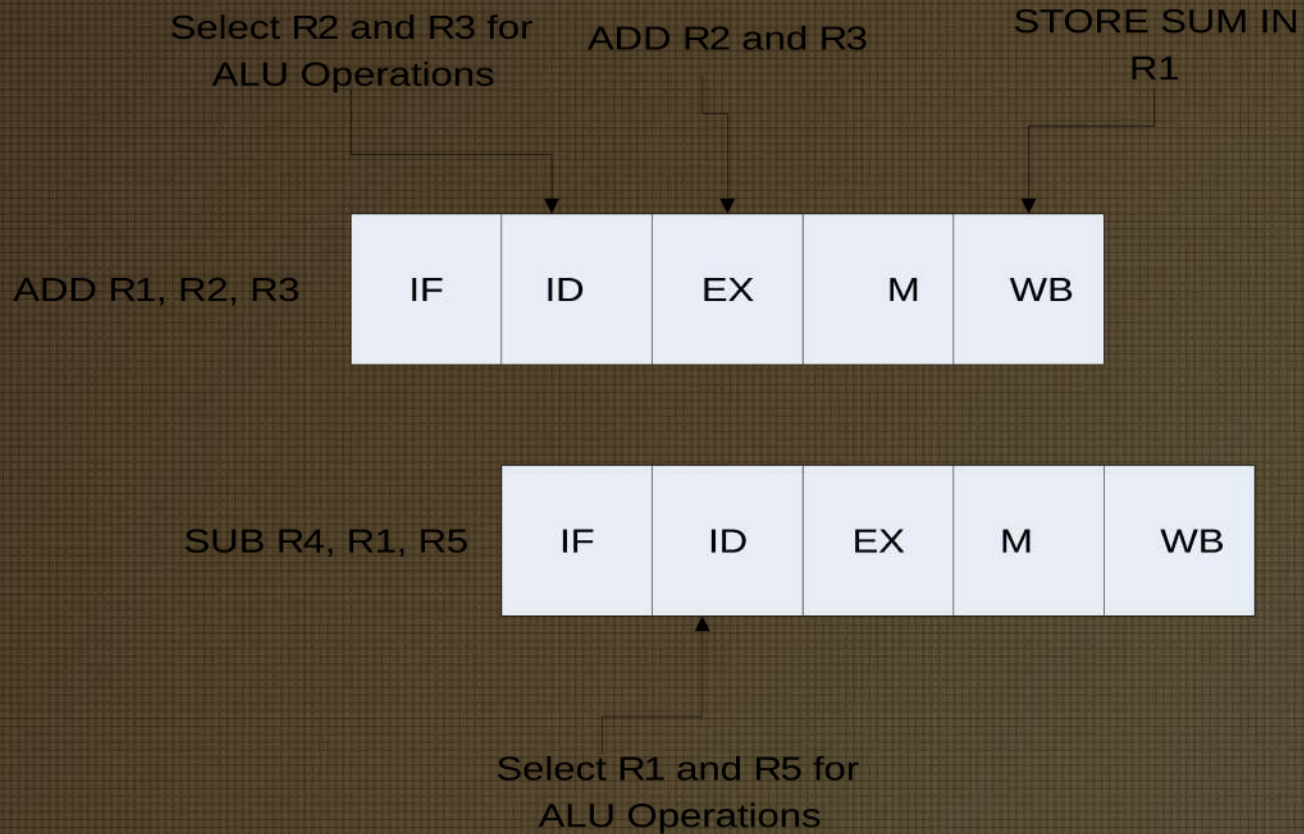 Select R2 and R3 for
ALU Operations
ADD R2 and R3
STORE SUM IN
R1
ADD R1, R2, R3
IF
ID
EX
M
WB
SUB R4, R1, R5
IF
ID
EX
M
WB
Select R1 and R5 for
ALU Operations